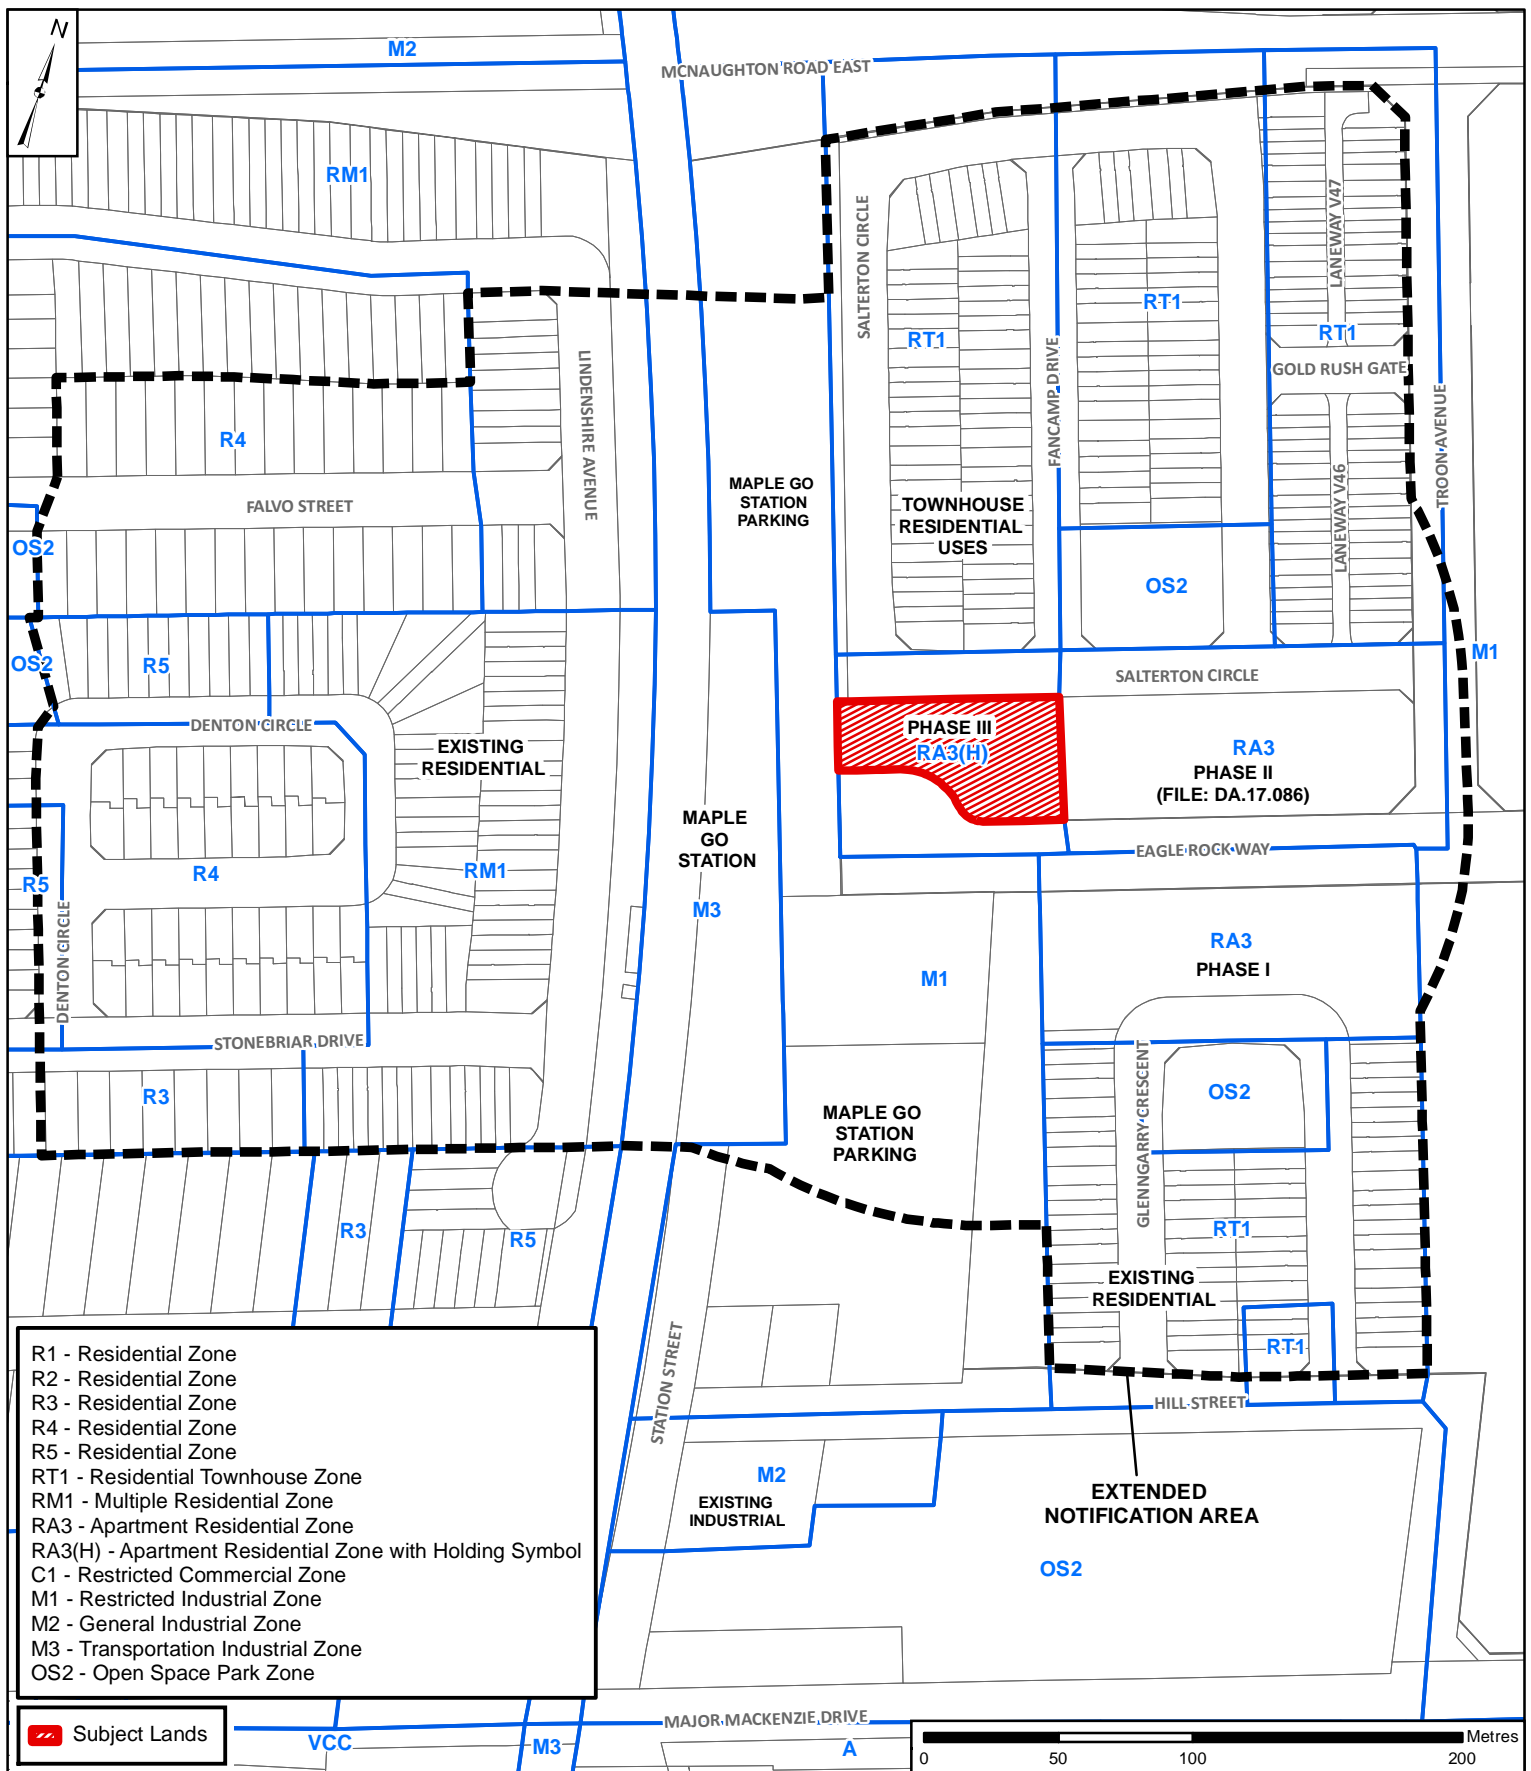 N
M2
MCNAUGHTON ROAD EAST
RM1
SALTERTON CIRCLE
LANEWAY V47
RT1
RT1
RT1
GOLD RUSH GATE
LINDENSHIRE AVENUE
FANCAMP DRIVE
TROON AVENUE
R4
MAPLE GO
STATION
PARKING
FALVO STREET
TOWNHOUSE
RESIDENTIAL
USES
LANEWAY V46
OS2
OS2
OS2
R5
M1
SALTERTON CIRCLE
DENTON CIRCLE
PHASE III
RA3(H)
EXISTING
RESIDENTIAL
RA3
PHASE II
(FILE: DA.17.086)
MAPLE
GO
STATION
EAGLE ROCK WAY
R5
R4
RM1
M3
DENTON CIRCLE
RA3
PHASE I
M1
STONEBRIAR DRIVE
R3
GLENNGARRY CRESCENT
OS2
MAPLE GO
STATION
PARKING
R3
R5
RT1
EXISTING
RESIDENTIAL
RT1
STATION STREET
HILL STREET
M2
EXISTING
INDUSTRIAL
EXTENDED
NOTIFICATION AREA
OS2
R1 - Residential Zone
R2 - Residential Zone
R3 - Residential Zone
R4 - Residential Zone
R5 - Residential Zone
RT1 - Residential Townhouse Zone
RM1 - Multiple Residential Zone
RA3 - Apartment Residential Zone
RA3(H) - Apartment Residential Zone with Holding Symbol
C1 - Restricted Commercial Zone
M1 - Restricted Industrial Zone
M2 - General Industrial Zone
M3 - Transportation Industrial Zone
OS2 - Open Space Park Zone
Subject Lands
MAJOR MACKENZIE DRIVE
VCC
M3
A
Metres
0 50 100 200